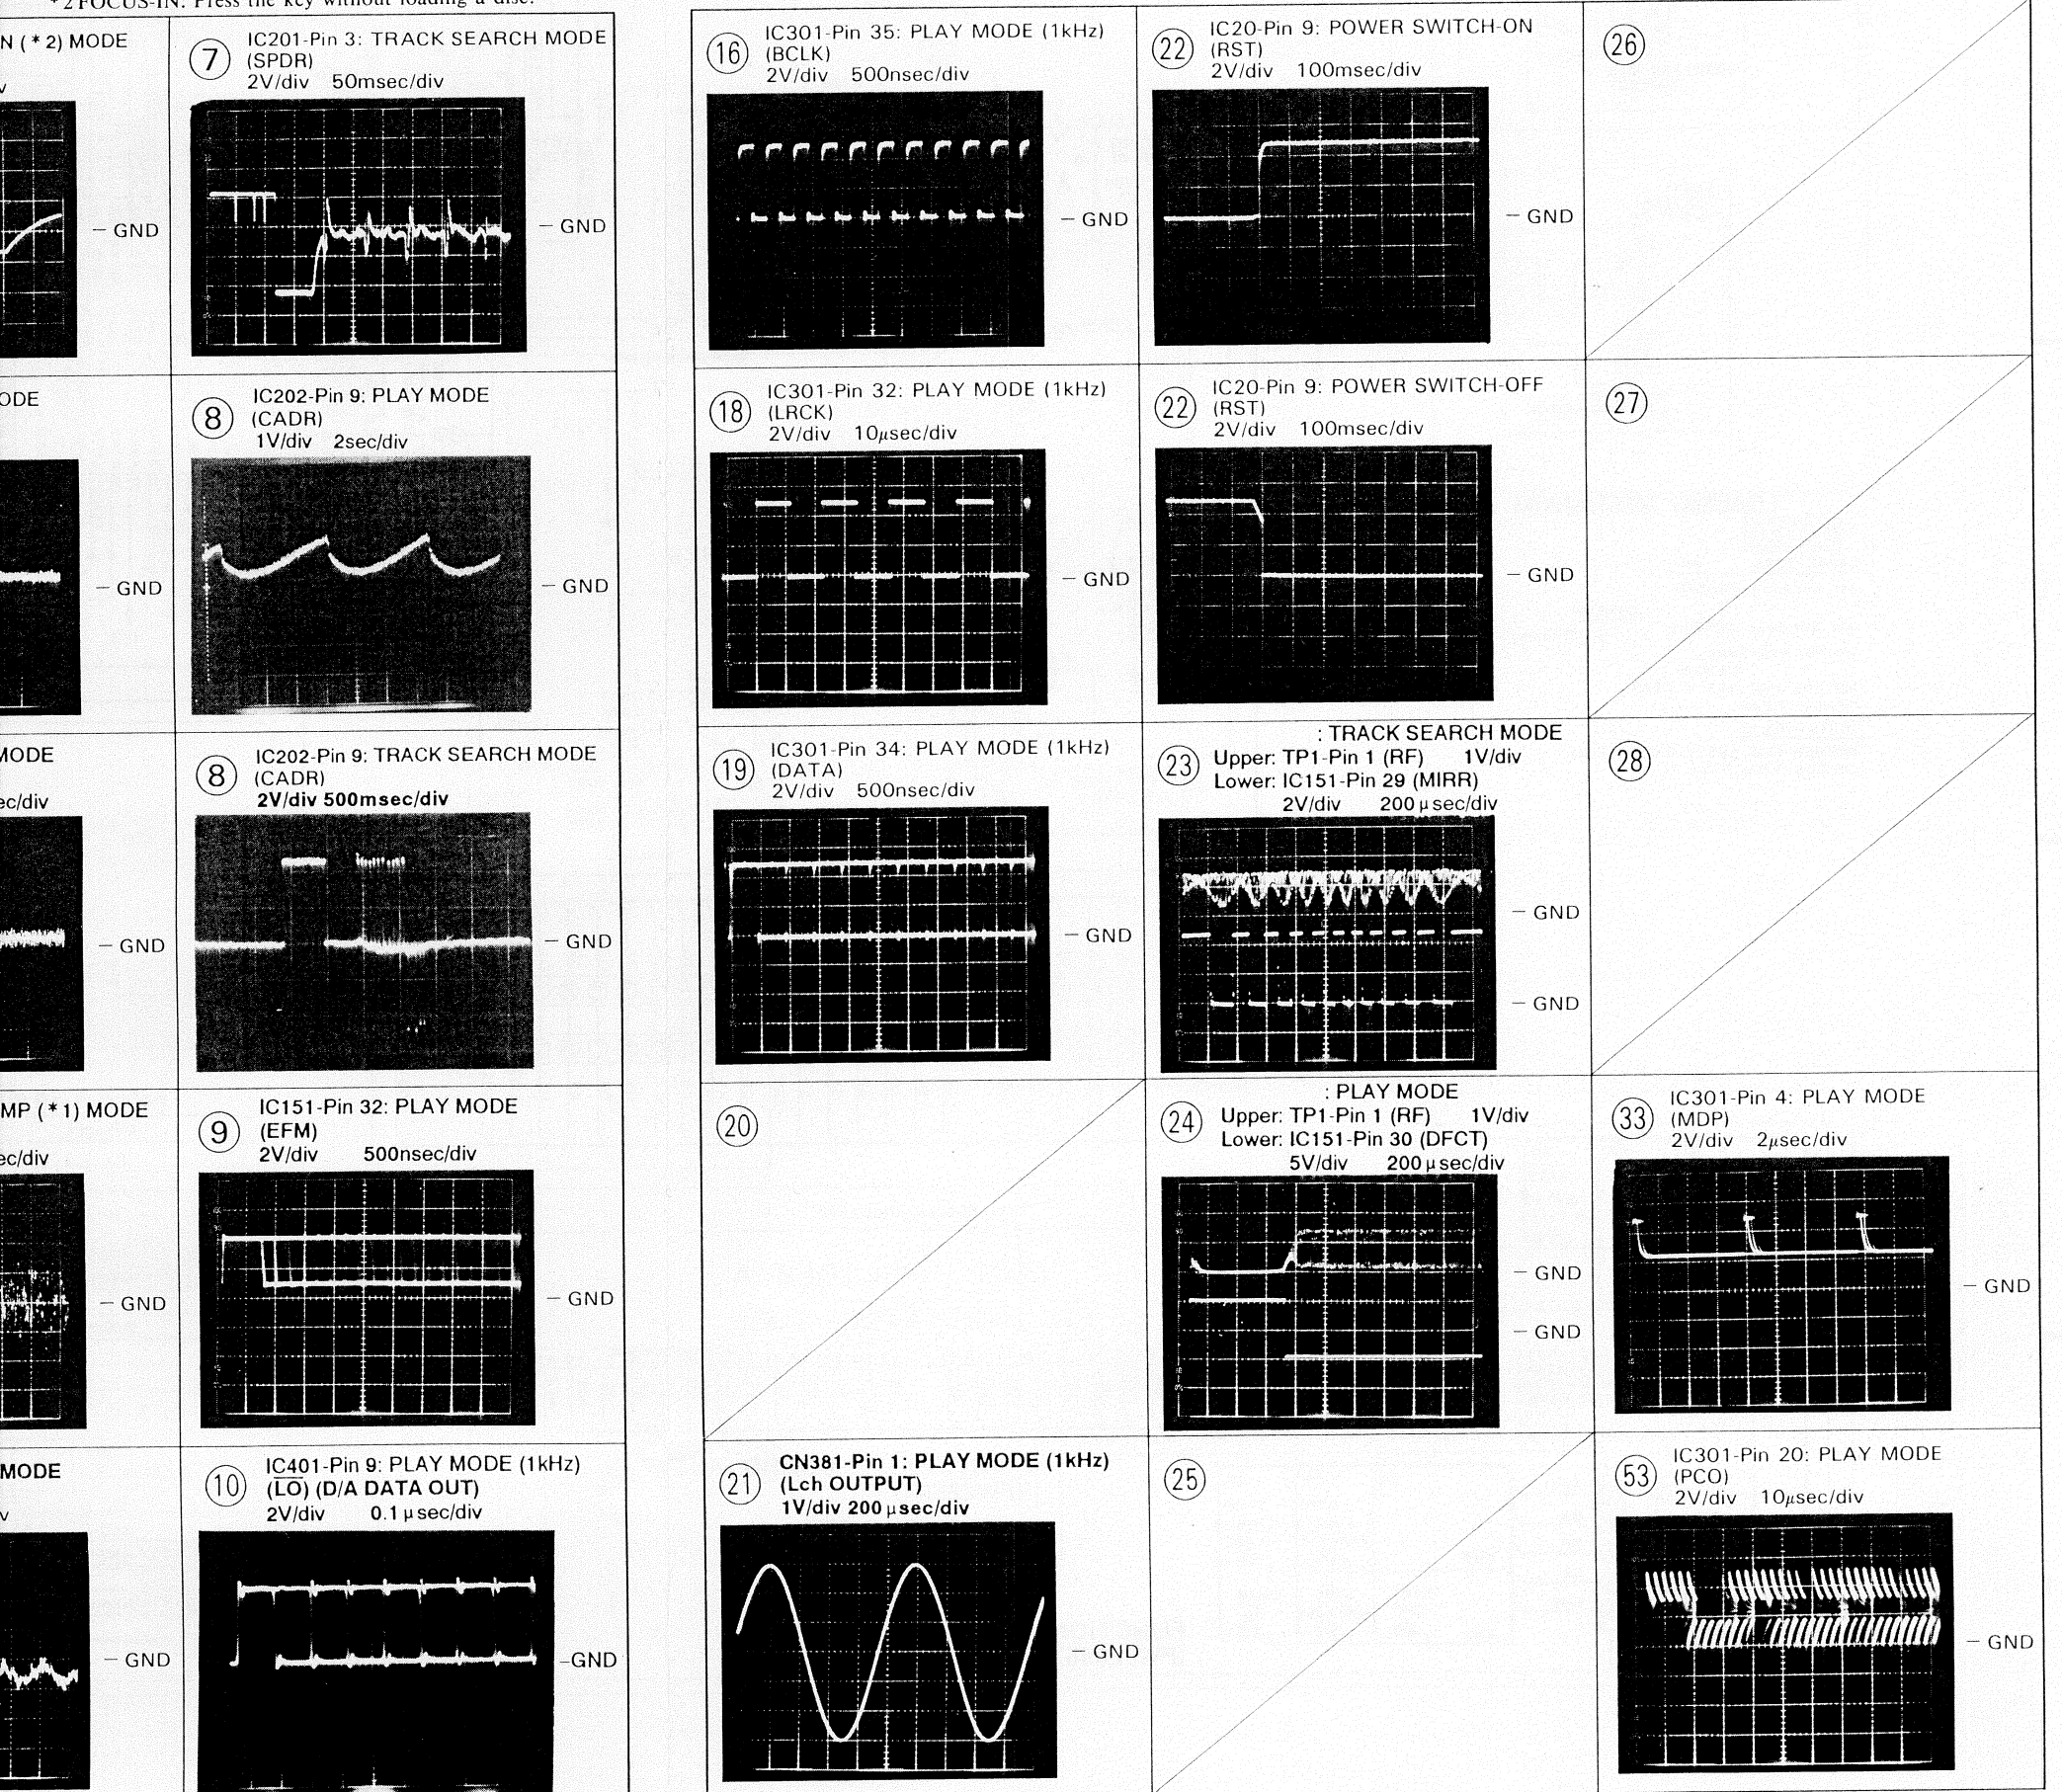 *2 FOCUS-IN: Press the key without loading a disc.
N (*2) MODE
V
ODE
MODE
ec/div
MP (*1) MODE
ec/div
MODE
V
– GND
– GND
– GND
– GND
– GND
7
IC201-Pin 3: TRACK SEARCH MODE
(SPDR)
2V/div 50msec/div
– GND
8
IC202-Pin 9: PLAY MODE
(CADR)
1V/div 2sec/div
– GND
8
IC202-Pin 9: TRACK SEARCH MODE
(CADR)
2V/div 500msec/div
– GND
9
IC151-Pin 32: PLAY MODE
(EFM)
2V/div 500nsec/div
– GND
10
IC401-Pin 9: PLAY MODE (1kHz)
(L̅O̅) (D/A DATA OUT)
2V/div 0.1 μsec/div
–GND
16
IC301-Pin 35: PLAY MODE (1kHz)
(BCLK)
2V/div 500nsec/div
– GND
18
IC301-Pin 32: PLAY MODE (1kHz)
(LRCK)
2V/div 10μsec/div
– GND
19
IC301-Pin 34: PLAY MODE (1kHz)
(DATA)
2V/div 500nsec/div
– GND
20
21
CN381-Pin 1: PLAY MODE (1kHz)
(Lch OUTPUT)
1V/div 200 μsec/div
– GND
22
IC20-Pin 9: POWER SWITCH-ON
(RST)
2V/div 100msec/div
– GND
22
IC20-Pin 9: POWER SWITCH-OFF
(RST)
2V/div 100msec/div
– GND
23
: TRACK SEARCH MODE
Upper: TP1-Pin 1 (RF) 1V/div
Lower: IC151-Pin 29 (MIRR)
2V/div 200 μsec/div
– GND
– GND
24
: PLAY MODE
Upper: TP1-Pin 1 (RF) 1V/div
Lower: IC151-Pin 30 (DFCT)
5V/div 200 μsec/div
– GND
– GND
25
26
27
28
33
IC301-Pin 4: PLAY MODE
(MDP)
2V/div 2μsec/div
– GND
53
IC301-Pin 20: PLAY MODE
(PCO)
2V/div 10μsec/div
– GND